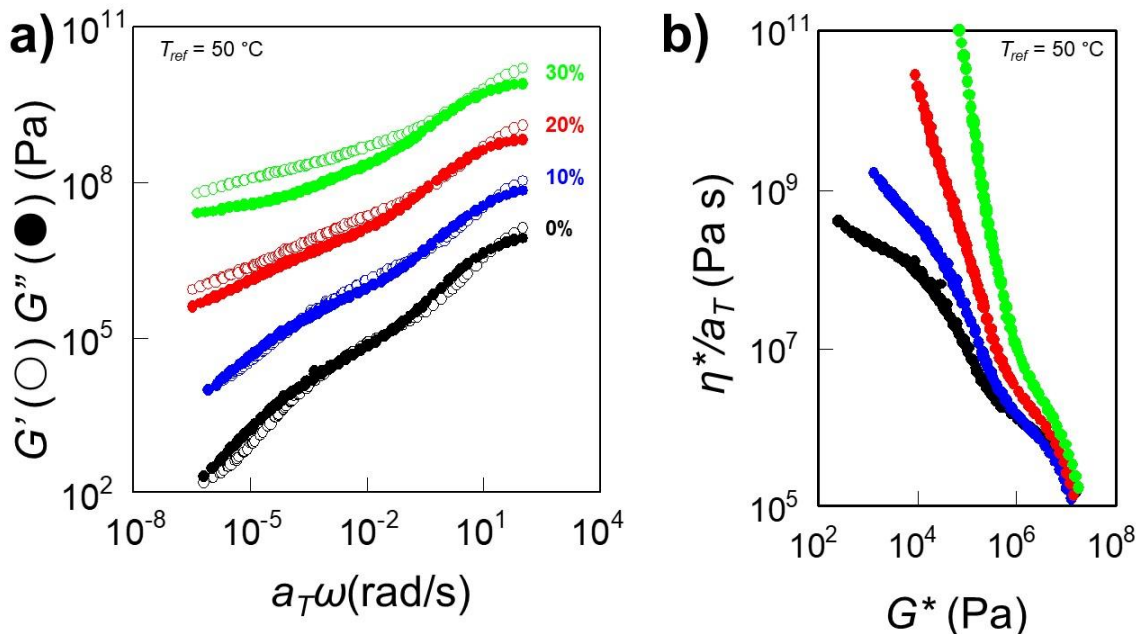 a)
T_ref = 50 °C
10^11
10^8
10^5
10^2
G' (○) G" (●) (Pa)
30%
20%
10%
0%
10^-8
10^-5
10^-2
10^1
10^4
a_Tω(rad/s)
b)
T_ref = 50 °C
10^11
10^9
10^7
10^5
η*/a_T (Pa s)
10^2
10^4
10^6
10^8
G* (Pa)